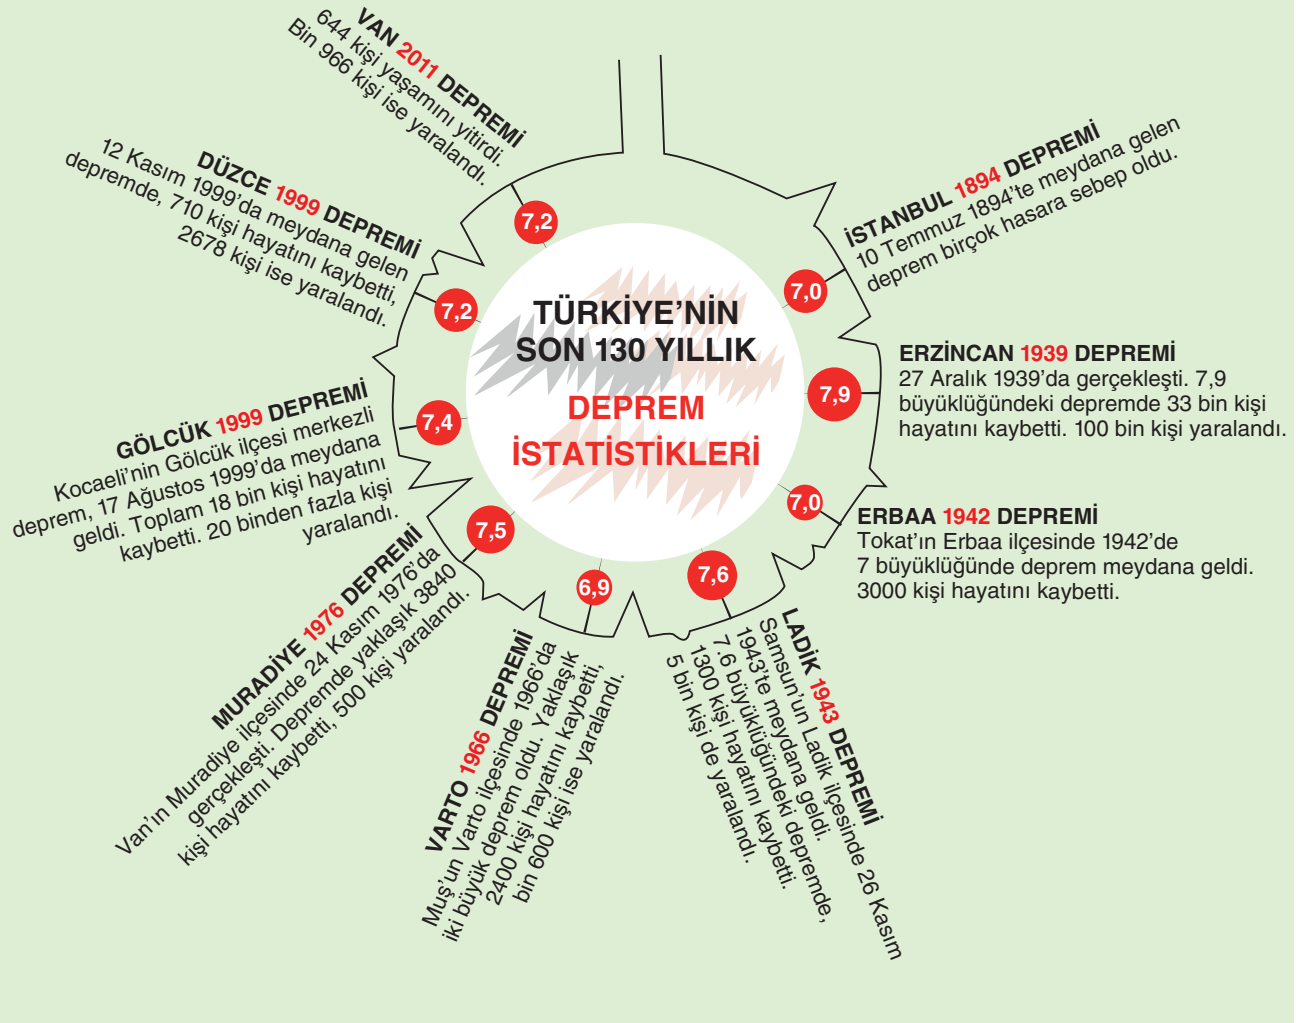 TÜRKİYE’NİN
SON 130 YILLIK
DEPREM
İSTATİSTİKLERİ
7,0
İSTANBUL 1894 DEPREMİ
10 Temmuz 1894’te meydana gelen
deprem birçok hasara sebep oldu.
7,9
ERZİNCAN 1939 DEPREMİ
27 Aralık 1939’da gerçekleşti. 7,9
büyüklüğündeki depremde 33 bin kişi
hayatını kaybetti. 100 bin kişi yaralandı.
7,0
ERBAA 1942 DEPREMİ
Tokat’ın Erbaa ilçesinde 1942’de
7 büyüklüğünde deprem meydana geldi.
3000 kişi hayatını kaybetti.
7,6
LADİK 1943 DEPREMİ
Samsun’un Ladik ilçesinde 26 Kasım
1943’te meydana geldi.
7.6 büyüklüğündeki depremde,
1300 kişi hayatını kaybetti.
5 bin kişi de yaralandı.
6,9
VARTO 1966 DEPREMİ
Muş’un Varto ilçesinde 1966’da
iki büyük deprem oldu. Yaklaşık
2400 kişi hayatını kaybetti,
bin 600 kişi ise yaralandı.
7,5
MURADİYE 1976 DEPREMİ
Van’ın Muradiye ilçesinde 24 Kasım 1976’da
gerçekleşti. Depremde yaklaşık 3840
kişi hayatını kaybetti, 500 kişi yaralandı.
7,4
GÖLCÜK 1999 DEPREMİ
Kocaeli’nin Gölcük ilçesi merkezli
deprem, 17 Ağustos 1999’da meydana
geldi. Toplam 18 bin kişi hayatını
kaybetti. 20 binden fazla kişi
yaralandı.
7,2
DÜZCE 1999 DEPREMİ
12 Kasım 1999’da meydana gelen
depremde, 710 kişi hayatını kaybetti,
2678 kişi ise yaralandı.
7,2
VAN 2011 DEPREMİ
644 kişi yaşamını yitirdi.
Bin 966 kişi ise yaralandı.